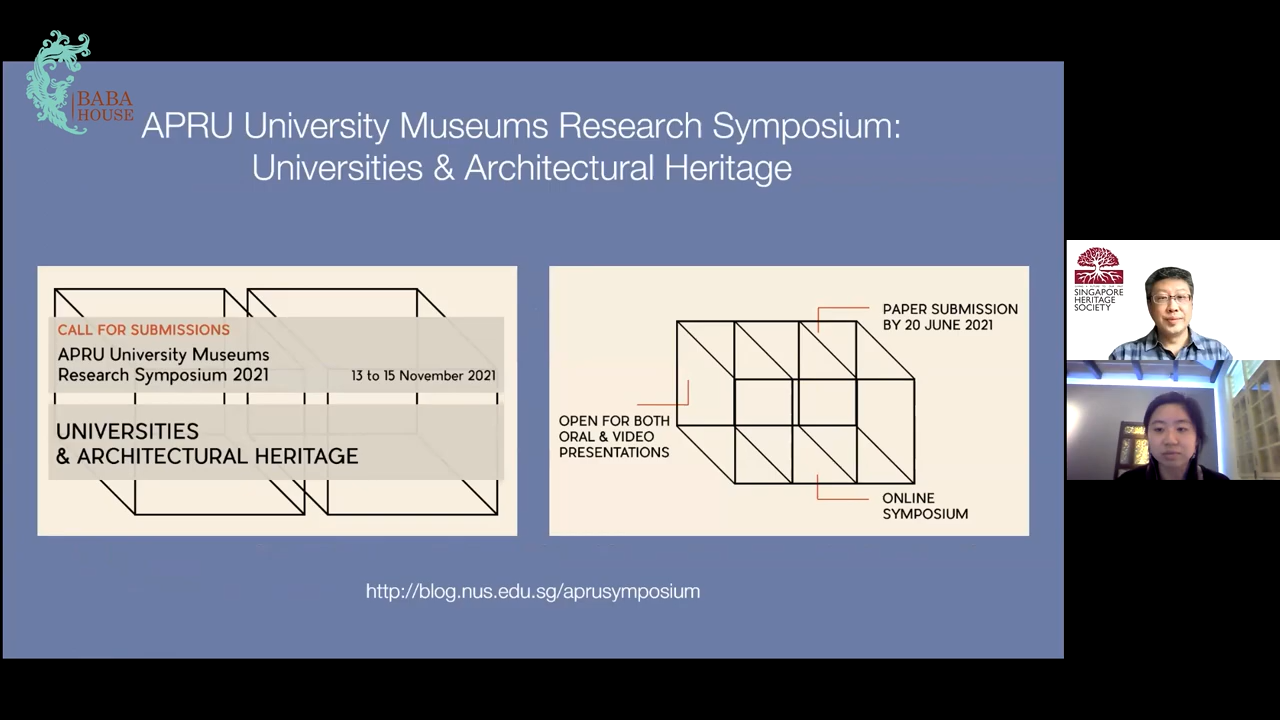 BABA
HOUSE
APRU University Museums Research Symposium:
Universities & Architectural Heritage
CALL FOR SUBMISSIONS
APRU University Museums
Research Symposium 2021
13 to 15 November 2021
UNIVERSITIES
& ARCHITECTURAL HERITAGE
PAPER SUBMISSION
BY 20 JUNE 2021
OPEN FOR BOTH
ORAL & VIDEO
PRESENTATIONS
ONLINE
SYMPOSIUM
http://blog.nus.edu.sg/aprusymposium
SINGAPORE
HERITAGE
SOCIETY